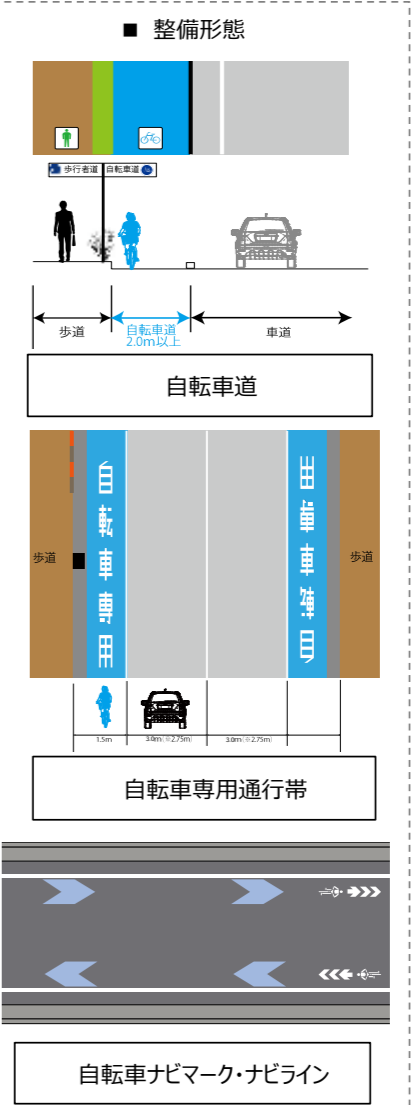 ■ 整備形態
歩行者道 自転車道
歩道
自転車道
2.0m以上
車道
自転車道
自転車専用
自転車専用
歩道
歩道
1.5m
3.0m(※2.75m)
3.0m(※2.75m)
自転車専用通行帯
自転車ナビマーク・ナビライン